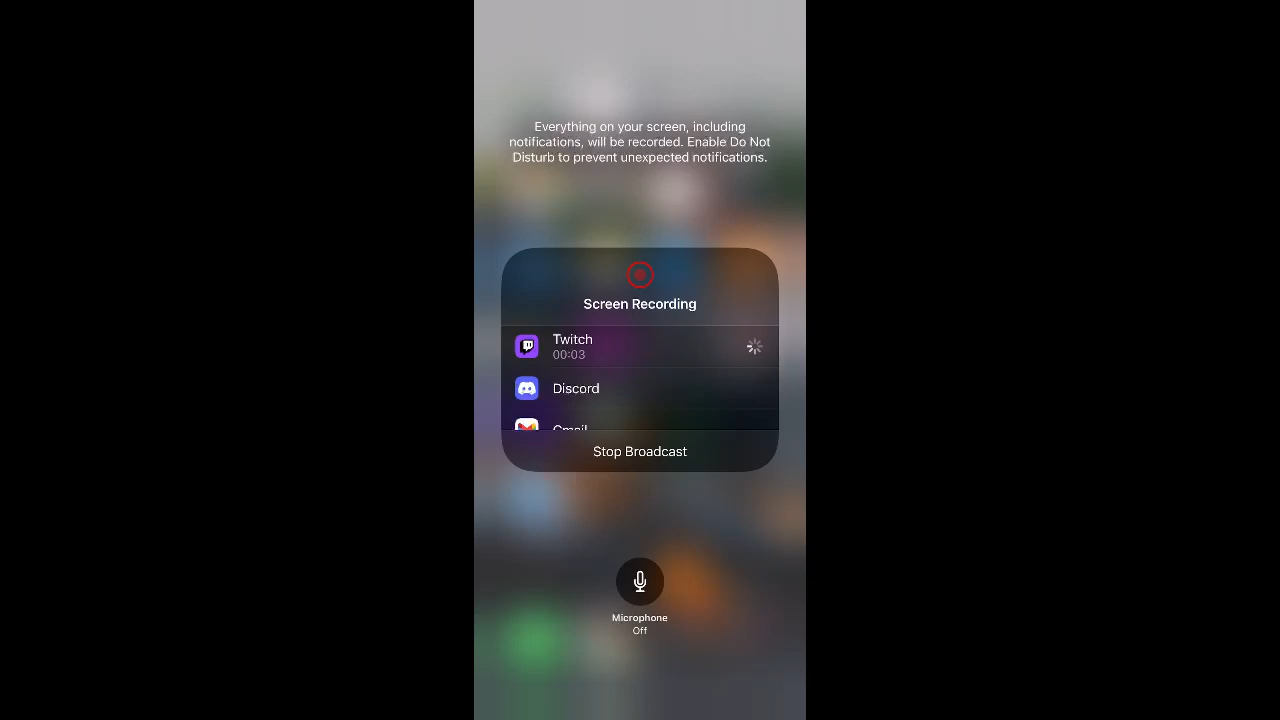 Everything on your screen, including
notifications, will be recorded. Enable Do Not
Disturb to prevent unexpected notifications.
Screen Recording
Twitch
00:03
Discord
Gmail
Stop Broadcast
Microphone
Off